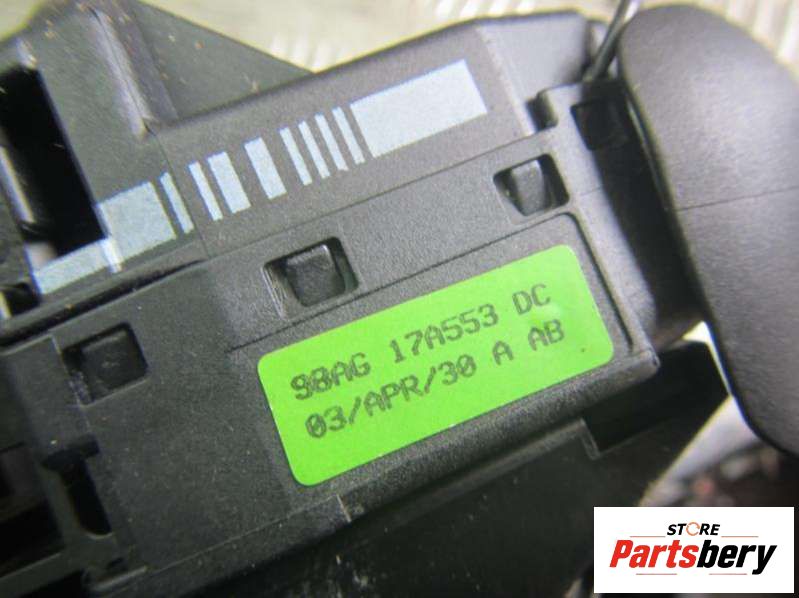 98AG 17A553 DC
03/APR/30 A AB
STORE
Partsbery